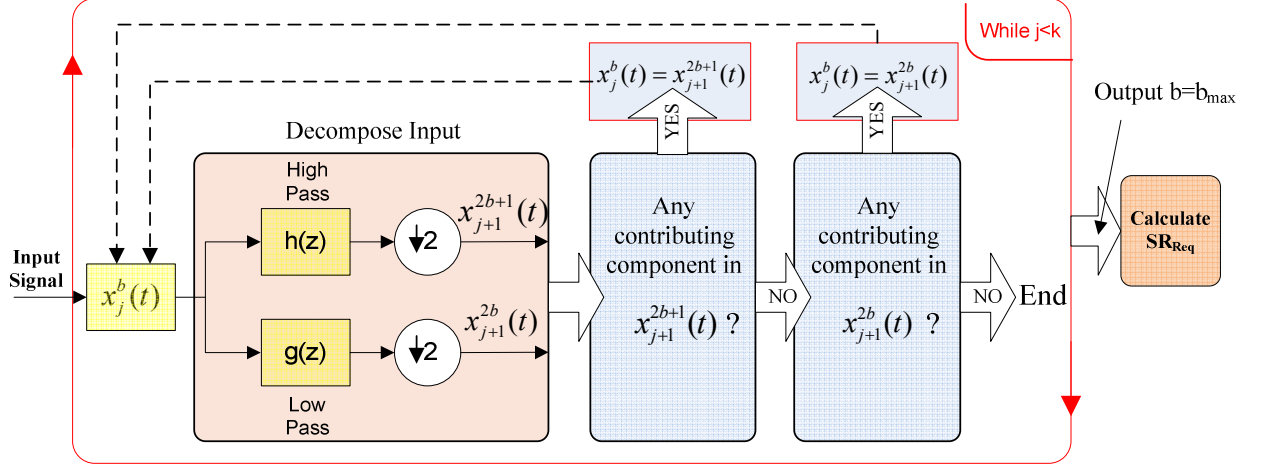 While j<k
x_j^b(t) = x_{j+1}^{2b+1}(t)
x_j^b(t) = x_{j+1}^{2b}(t)
YES
YES
Output b=b_max
Decompose Input
High
Pass
h(z)
↓2
x_{j+1}^{2b+1}(t)
Input
Signal
x_j^b(t)
g(z)
↓2
x_{j+1}^{2b}(t)
Low
Pass
Any
contributing
component in
x_{j+1}^{2b+1}(t) ?
NO
Any
contributing
component in
x_{j+1}^{2b}(t) ?
NO
End
Calculate
SR_Req